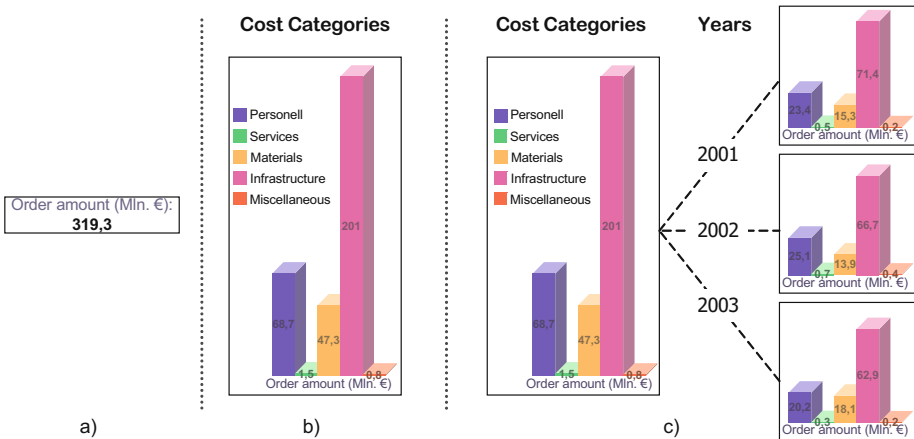 Order amount (Mln. €):
319,3
a)
Cost Categories
Personell
Services
Materials
Infrastructure
Miscellaneous
68,7
1,5
47,3
201
0,8
Order amount (Mln. €)
b)
Cost Categories
Personell
Services
Materials
Infrastructure
Miscellaneous
68,7
1,5
47,3
201
0,8
Order amount (Mln. €)
Years
2001
23,4
0,5
15,3
71,4
0,2
Order amount (Mln. €)
2002
25,1
0,7
13,9
66,7
0,4
Order amount (Mln. €)
2003
20,2
0,3
18,1
62,9
0,2
Order amount (Mln. €)
c)